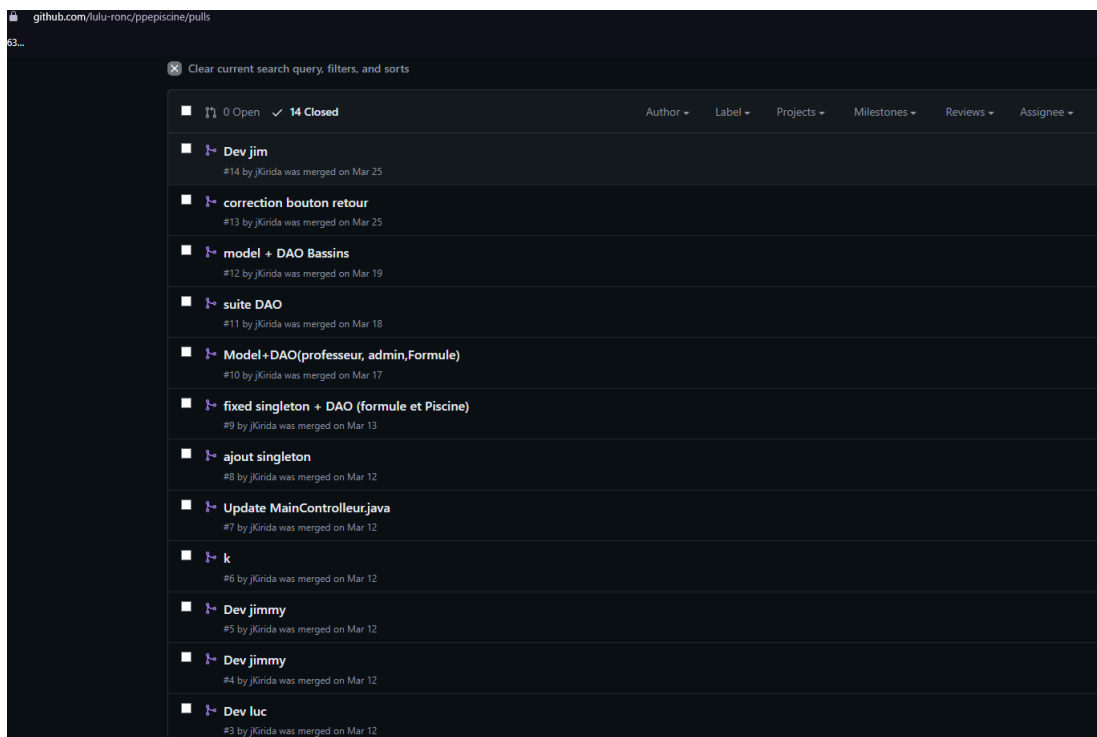 github.com/lulu-ronc/ppepiscine/pulls
63...
Clear current search query, filters, and sorts
0 Open 14 Closed Author Label Projects Milestones Reviews Assignee
Dev jim
#14 by jKirida was merged on Mar 25
correction bouton retour
#13 by jKirida was merged on Mar 25
model + DAO Bassins
#12 by jKirida was merged on Mar 19
suite DAO
#11 by jKirida was merged on Mar 18
Model+DAO(professeur, admin,Formule)
#10 by jKirida was merged on Mar 17
fixed singleton + DAO (formule et Piscine)
#9 by jKirida was merged on Mar 13
ajout singleton
#8 by jKirida was merged on Mar 12
Update MainControlleur.java
#7 by jKirida was merged on Mar 12
k
#6 by jKirida was merged on Mar 12
Dev jimmy
#5 by jKirida was merged on Mar 12
Dev jimmy
#4 by jKirida was merged on Mar 12
Dev luc
#3 by jKirida was merged on Mar 12